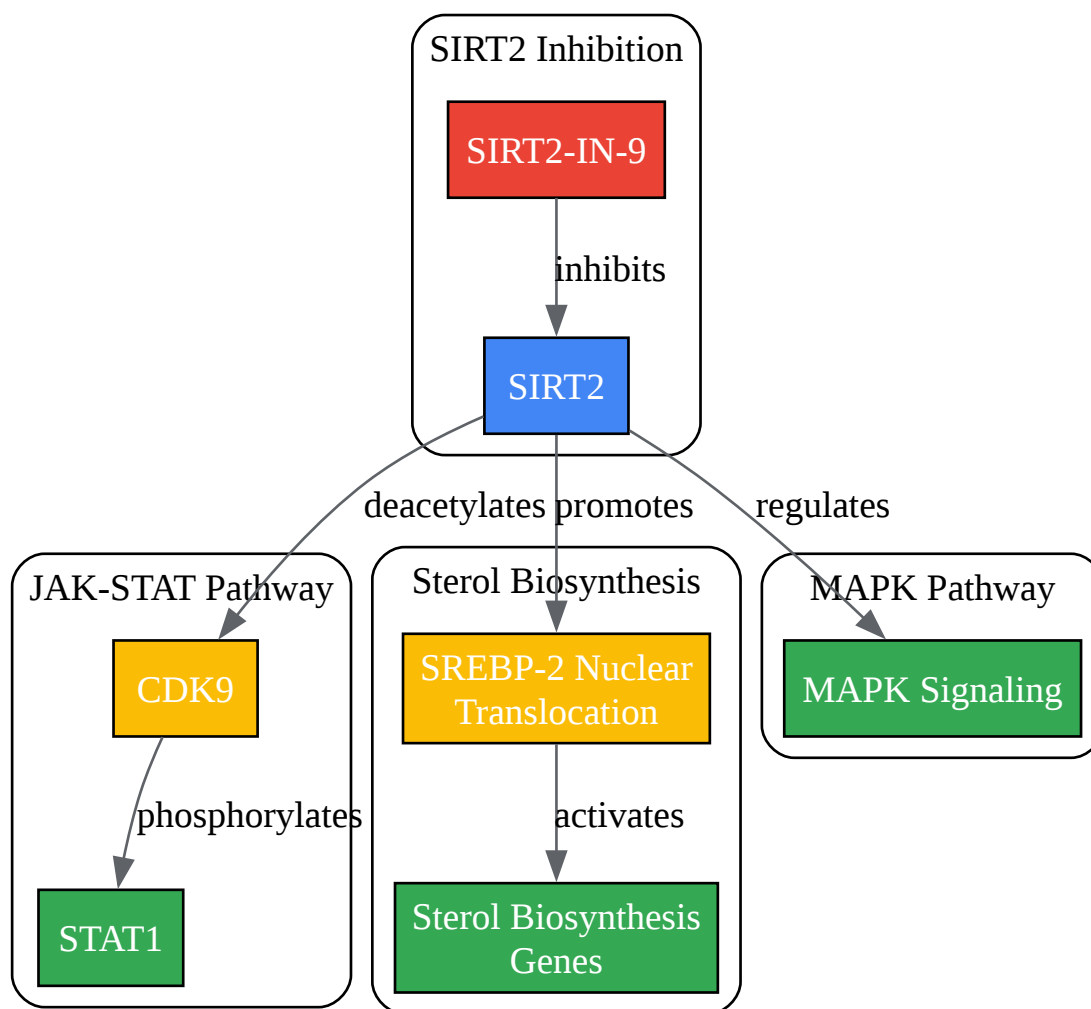 SIRT2 Inhibition
SIRT2-IN-9
inhibits
SIRT2
deacetylates
promotes
regulates
JAK-STAT Pathway
Sterol Biosynthesis
MAPK Pathway
CDK9
SREBP-2 Nuclear
Translocation
MAPK Signaling
phosphorylates
activates
STAT1
Sterol Biosynthesis
Genes